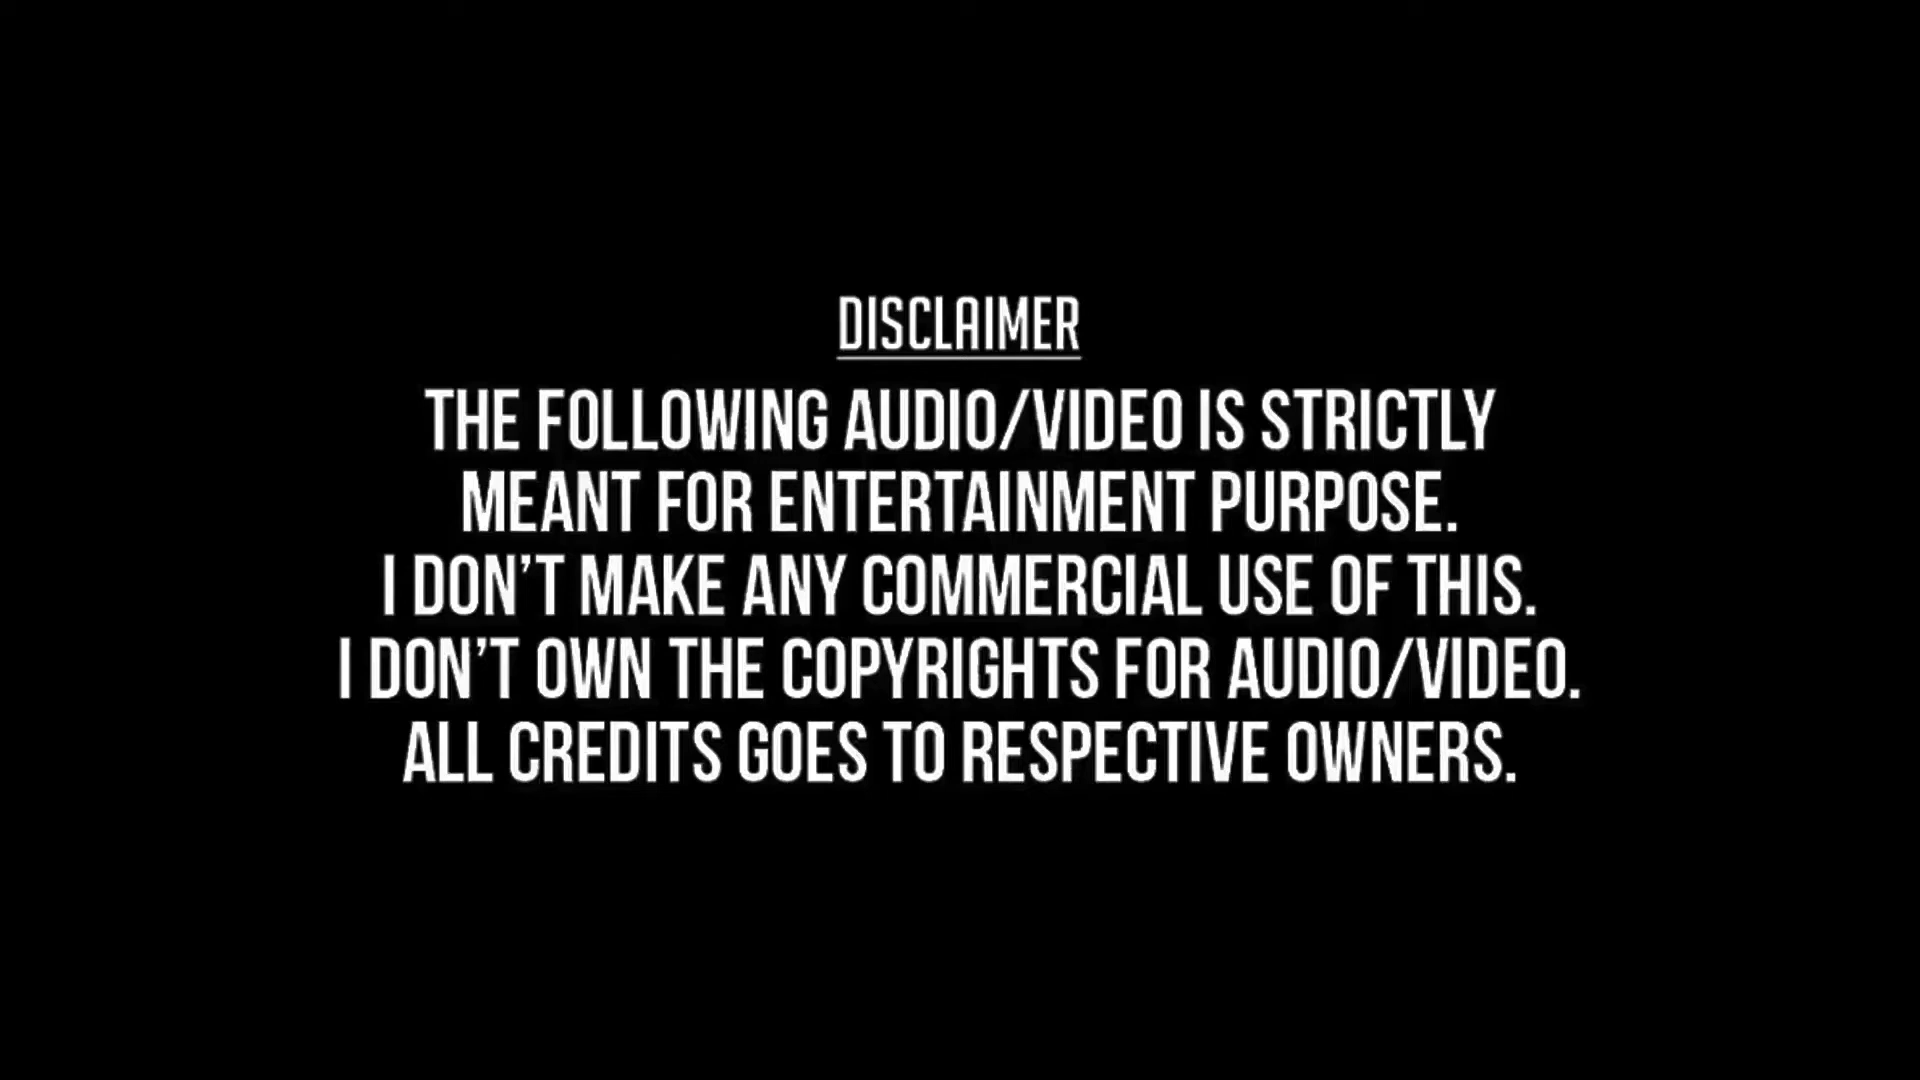 DISCLAIMER
THE FOLLOWING AUDIO/VIDEO IS STRICTLY
MEANT FOR ENTERTAINMENT PURPOSE.
I DON’T MAKE ANY COMMERCIAL USE OF THIS.
I DON’T OWN THE COPYRIGHTS FOR AUDIO/VIDEO.
ALL CREDITS GOES TO RESPECTIVE OWNERS.